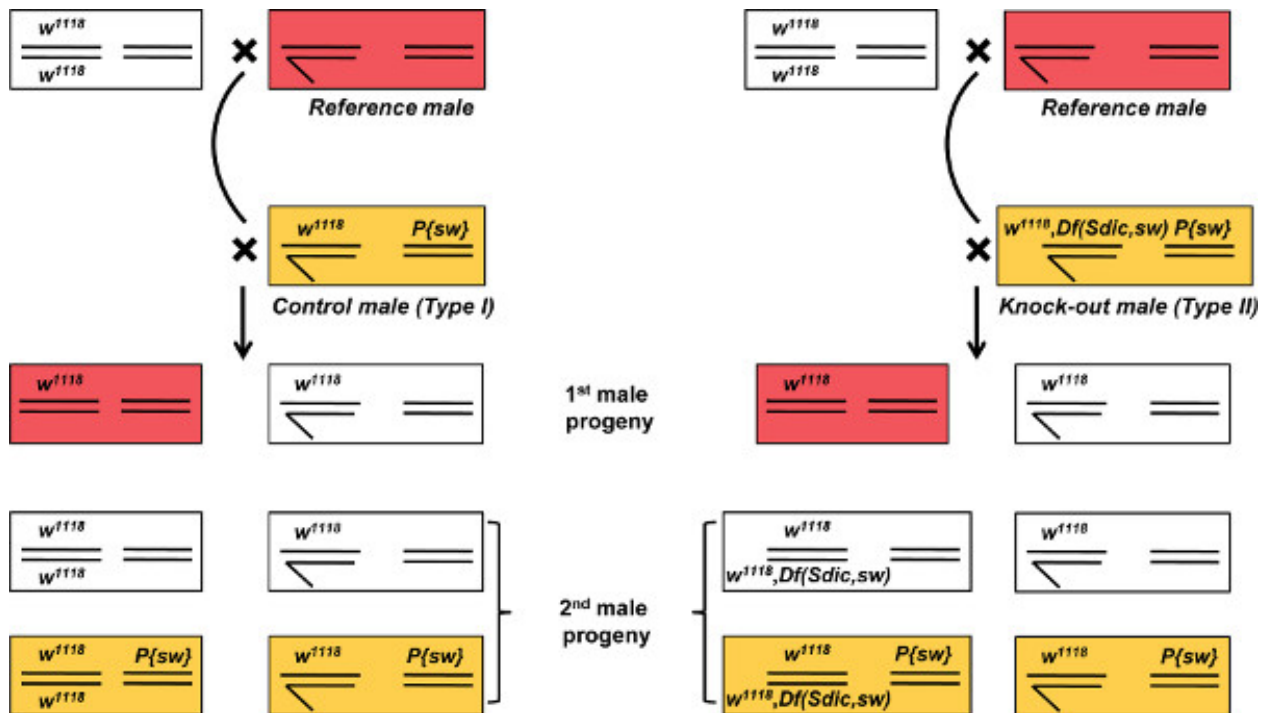 w1118
w1118
Reference male
w1118
P{sw}
Control male (Type I)
w1118
w1118
w1118
w1118
w1118
w1118 P{sw}
w1118
w1118 P{sw}
1st male
progeny
2nd male
progeny
w1118
w1118
Reference male
w1118,Df(Sdic,sw) P{sw}
Knock-out male (Type II)
w1118
w1118
w1118
w1118,Df(Sdic,sw)
w1118
w1118 P{sw}
w1118,Df(Sdic,sw)
w1118 P{sw}